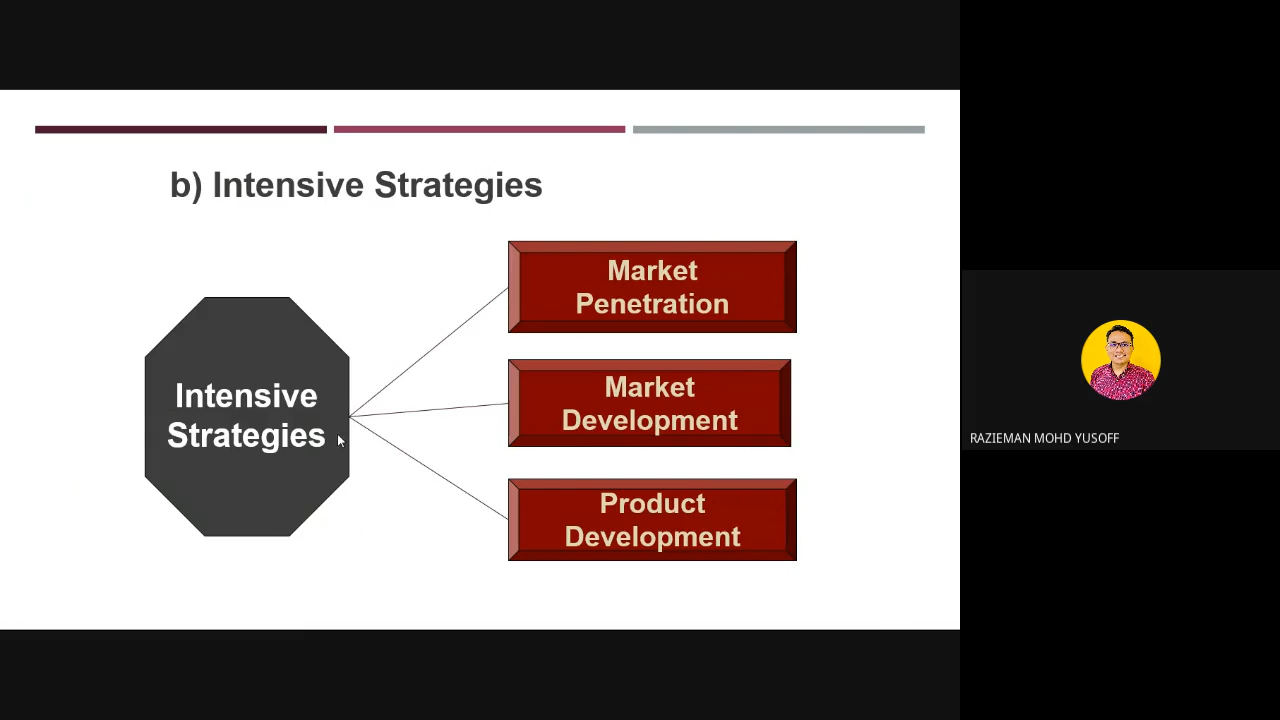 b) Intensive Strategies
Market
Penetration
Intensive
Strategies
Market
Development
Product
Development
RAZIEMAN MOHD YUSOFF